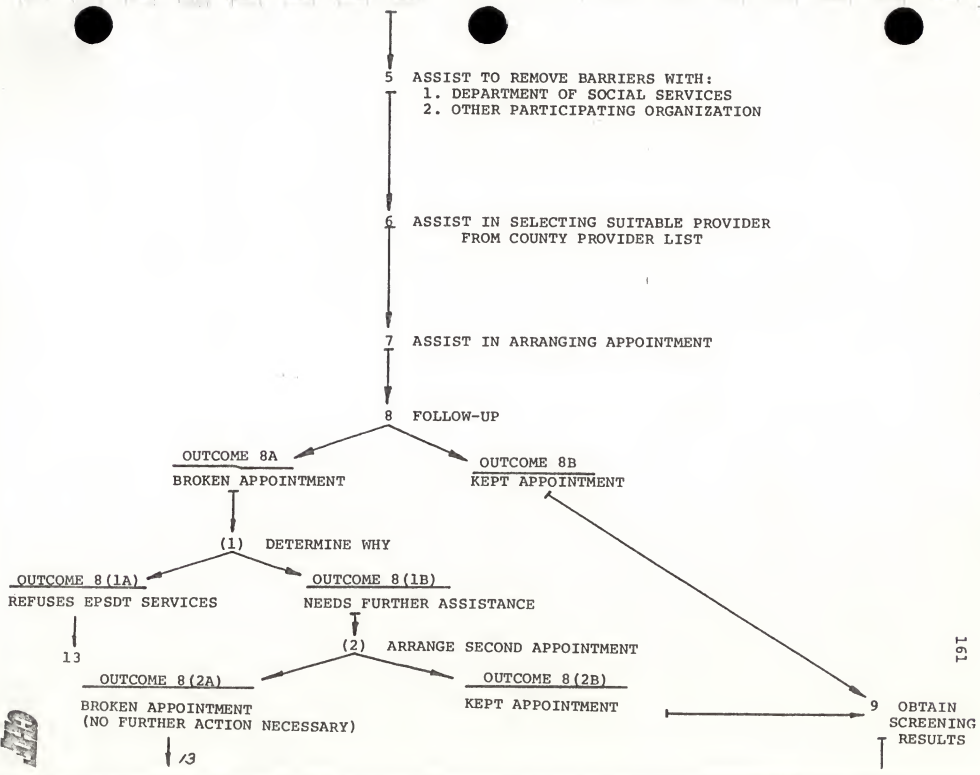 5 ASSIST TO REMOVE BARRIERS WITH:
1. DEPARTMENT OF SOCIAL SERVICES
2. OTHER PARTICIPATING ORGANIZATION
6 ASSIST IN SELECTING SUITABLE PROVIDER
FROM COUNTY PROVIDER LIST
7 ASSIST IN ARRANGING APPOINTMENT
8 FOLLOW-UP
OUTCOME 8A
BROKEN APPOINTMENT
OUTCOME 8B
KEPT APPOINTMENT
(1) DETERMINE WHY
OUTCOME 8(1A)
REFUSES EPSDT SERVICES
13
OUTCOME 8(1B)
NEEDS FURTHER ASSISTANCE
(2) ARRANGE SECOND APPOINTMENT
OUTCOME 8(2A)
BROKEN APPOINTMENT
(NO FURTHER ACTION NECESSARY)
13
OUTCOME 8(2B)
KEPT APPOINTMENT
9 OBTAIN
SCREENING
RESULTS
161